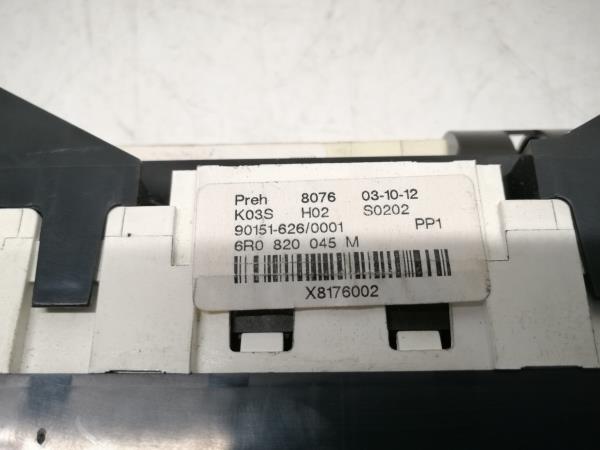 Preh 8076 03-10-12
K03S H02 S0202
90151-626/0001 PP1
6R0 820 045 M
X8176002